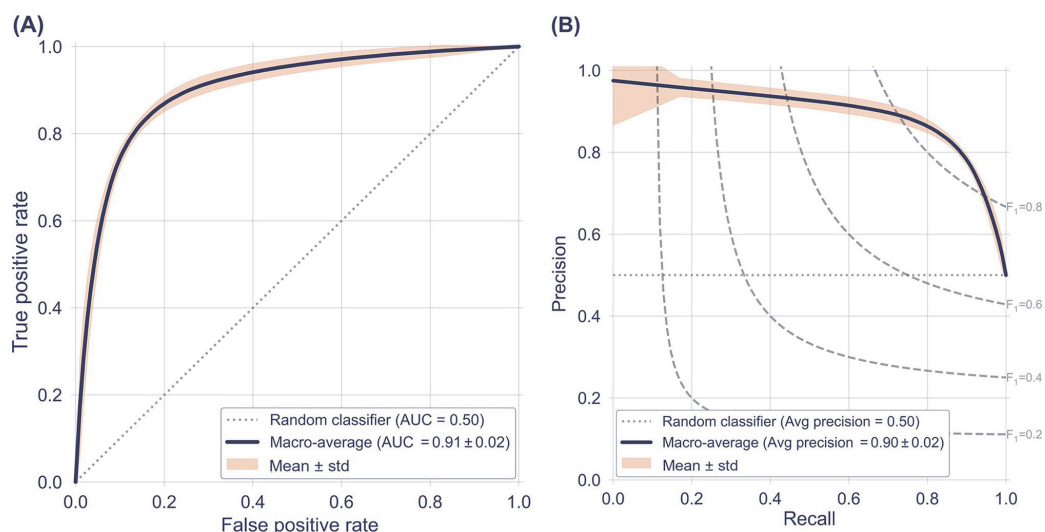 (A)
True positive rate
1.0
0.8
0.6
0.4
0.2
0.0
0.0 0.2 0.4 0.6 0.8 1.0
False positive rate
Random classifier (AUC = 0.50)
Macro-average (AUC = 0.91 ± 0.02)
Mean ± std
(B)
Precision
1.0
0.8
0.6
0.4
0.2
0.0
0.0 0.2 0.4 0.6 0.8 1.0
Recall
F₁=0.8
F₁=0.6
F₁=0.4
F₁=0.2
Random classifier (Avg precision = 0.50)
Macro-average (Avg precision = 0.90 ± 0.02)
Mean ± std